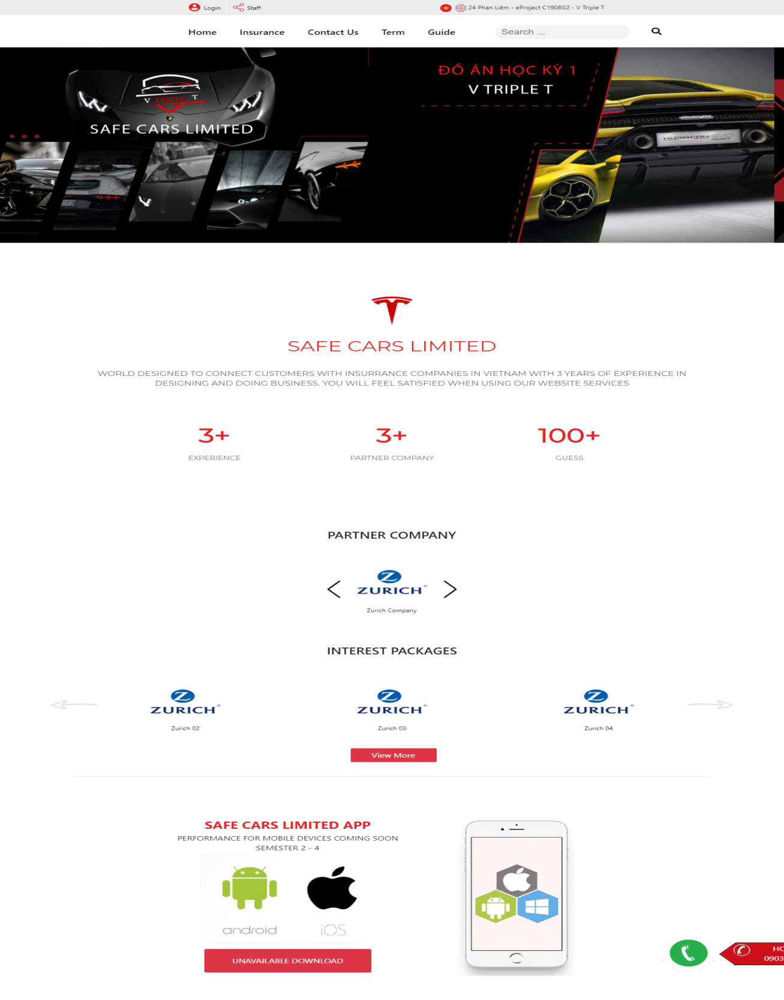 Login
Staff
24 Phan Liêm - eProject C1908G2 - V Triple T
Home
Insurance
Contact Us
Term
Guide
Search ...
V TRIPLE T
SAFE CARS LIMITED
ĐỒ ÁN HỌC KỲ 1
V TRIPLE T
HURACAN
SAFE CARS LIMITED
WORLD DESIGNED TO CONNECT CUSTOMERS WITH INSURRANCE COMPANIES IN VIETNAM WITH 3 YEARS OF EXPERIENCE IN
DESIGNING AND DOING BUSINESS. YOU WILL FEEL SATISFIED WHEN USING OUR WEBSITE SERVICES
3+
EXPERIENCE
3+
PARTNER COMPANY
100+
GUESS
PARTNER COMPANY
Z
ZURICH®
Zurich Company
INTEREST PACKAGES
Z
ZURICH®
Zurich 02
Z
ZURICH®
Zurich 03
Z
ZURICH®
Zurich 04
View More
SAFE CARS LIMITED APP
PERFORMANCE FOR MOBILE DEVICES COMING SOON
SEMESTER 2 - 4
android
iOS
UNAVAILABLE DOWNLOAD
0903